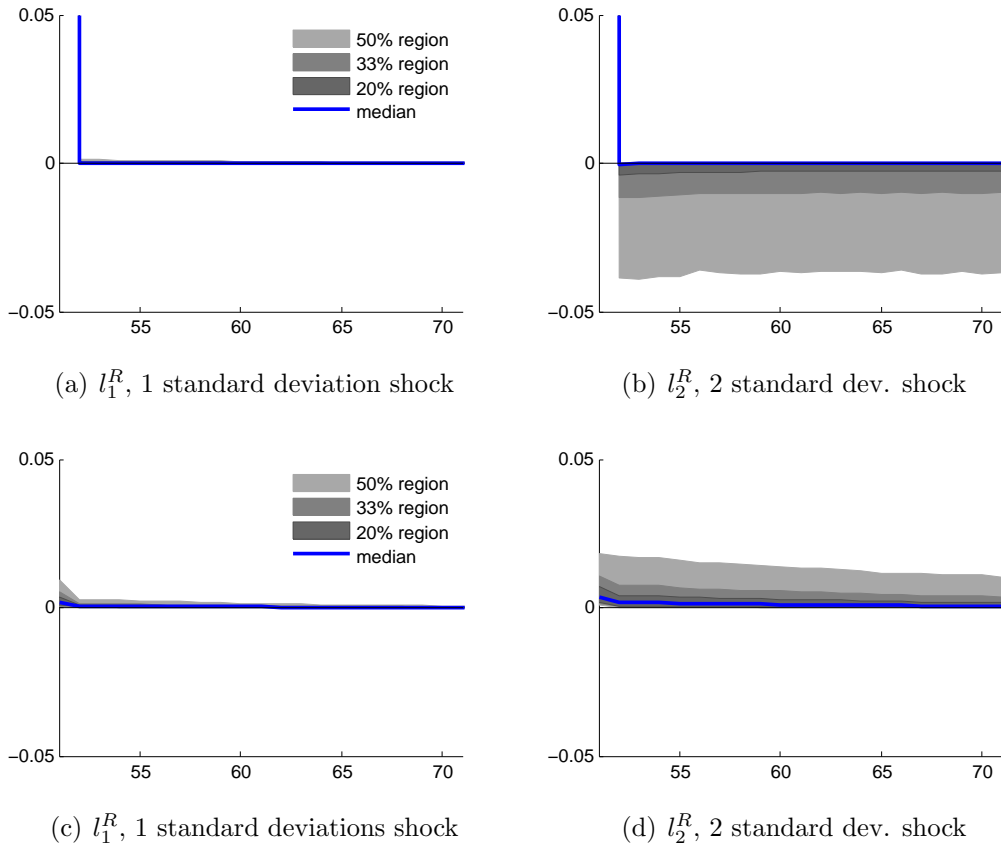 0.05
0
−0.05
55
60
65
70
50% region
33% region
20% region
median
(a) l_1^R, 1 standard deviation shock
0.05
0
−0.05
55
60
65
70
(b) l_2^R, 2 standard dev. shock
0.05
0
−0.05
55
60
65
70
50% region
33% region
20% region
median
(c) l_1^R, 1 standard deviations shock
0.05
0
−0.05
55
60
65
70
(d) l_2^R, 2 standard dev. shock